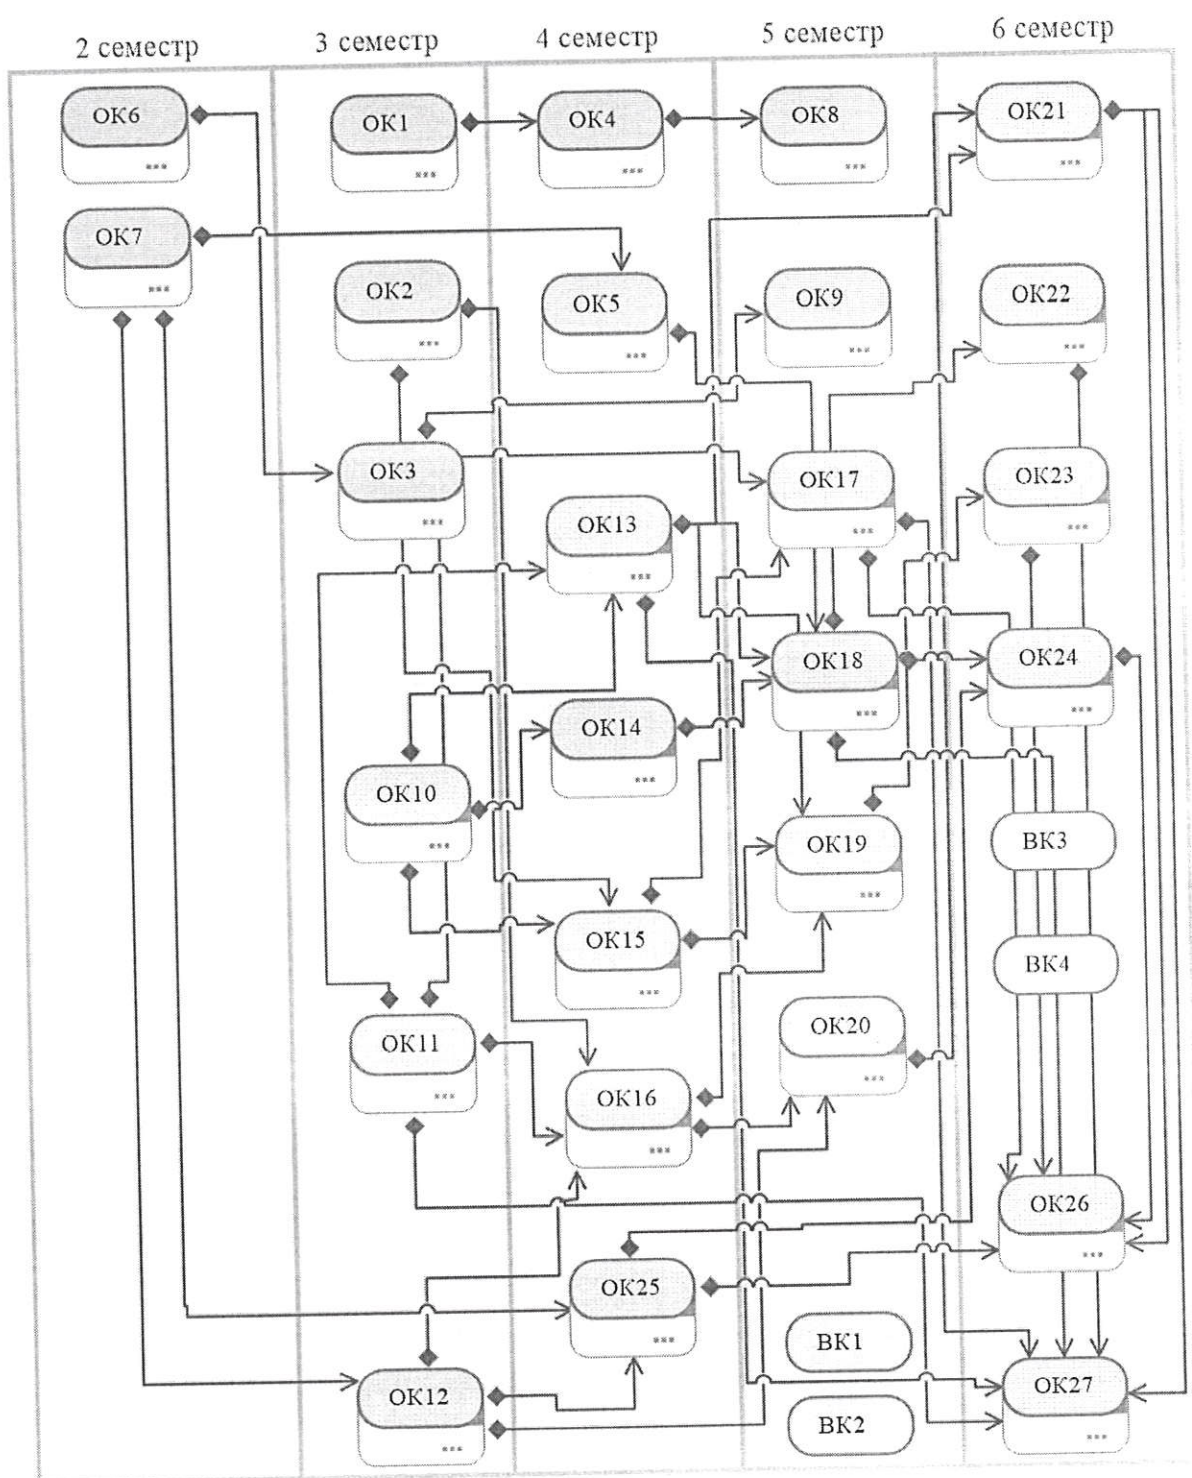 2 семестр
3 семестр
4 семестр
5 семестр
6 семестр
ОК6
ОК1
ОК4
ОК8
ОК21
ОК7
ОК2
ОК5
ОК9
ОК22
ОК3
ОК17
ОК23
ОК13
ОК18
ОК24
ОК14
ОК10
ОК19
ВК3
ОК15
ВК4
ОК11
ОК20
ОК16
ОК26
ОК25
ВК1
ОК12
ВК2
ОК27